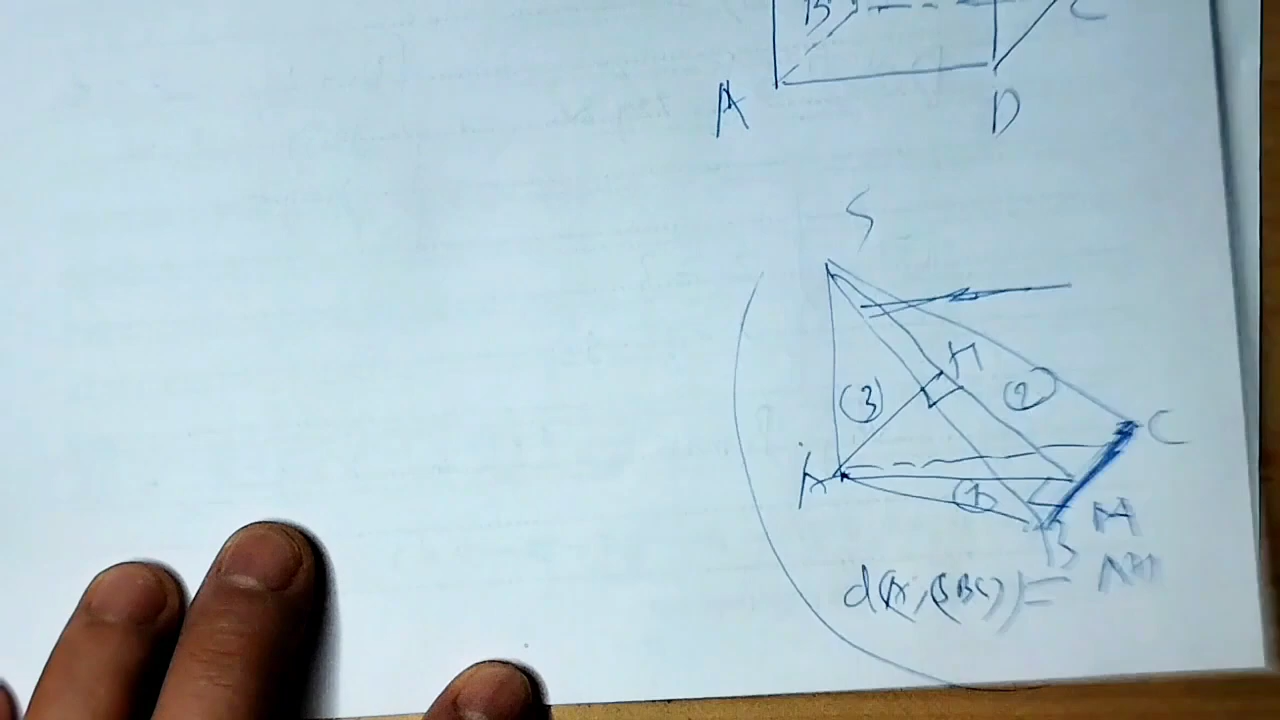 B C
A D
S
H
(3) (2)
C
A
(1) M
B
d(A,(SBC))= AH